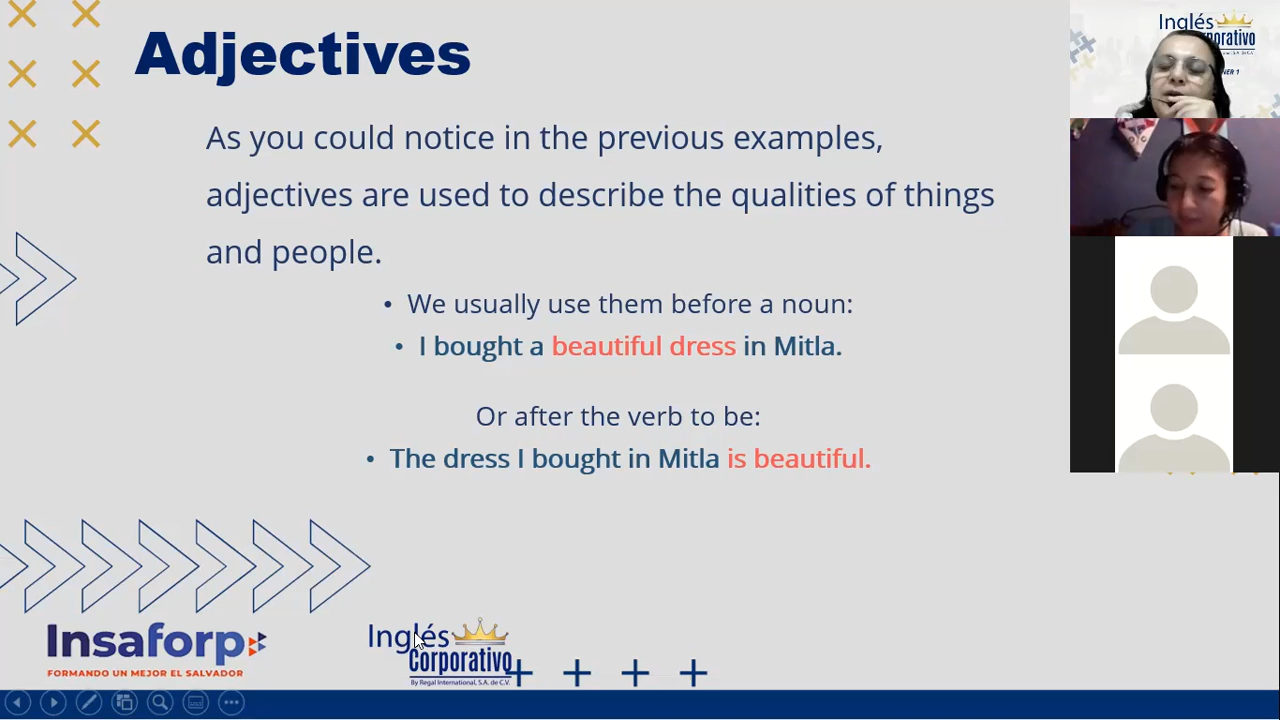 Adjectives
As you could notice in the previous examples,
adjectives are used to describe the qualities of things
and people.
• We usually use them before a noun:
• I bought a beautiful dress in Mitla.
Or after the verb to be:
• The dress I bought in Mitla is beautiful.
Insaforp
FORMANDO UN MEJOR EL SALVADOR
Inglés
Corporativo
By Regal International, S.A. de C.V.
Inglés